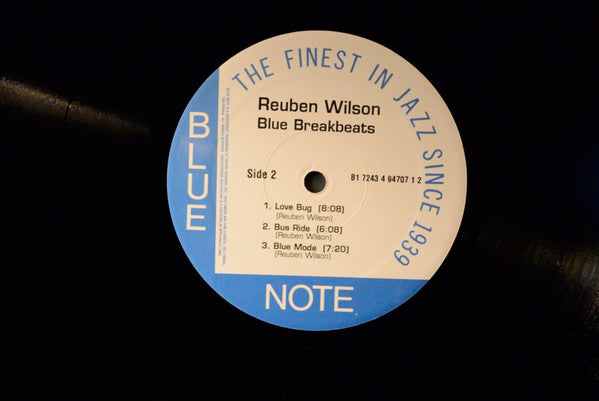 THE FINEST IN JAZZ SINCE 1939
Reuben Wilson
Blue Breakbeats
BLUE
Side 2
B1 7243 4 94707 1 2
1. Love Bug (8:08)
(Reuben Wilson)
2. Bus Ride (6:08)
(Reuben Wilson)
3. Blue Mode (7:20)
(Reuben Wilson)
NOTE